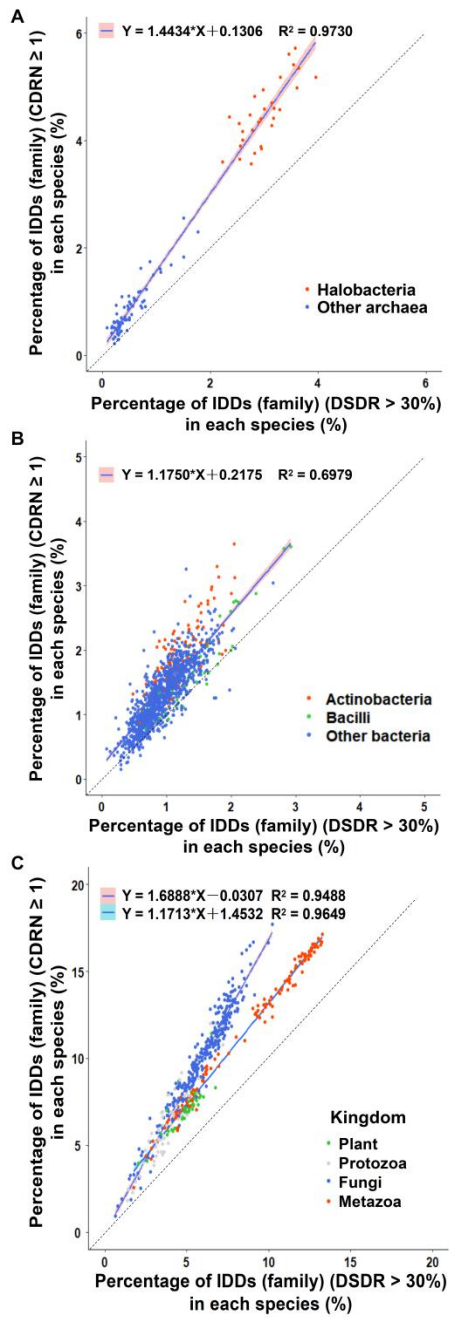 A
Y = 1.4434*X+0.1306 R² = 0.9730
Percentage of IDDs (family) (CDRN ≥ 1)
in each species (%)
6
4
2
0
Halobacteria
Other archaea
0 2 4 6
Percentage of IDDs (family) (DSDR > 30%)
in each species (%)
B
Y = 1.1750*X+0.2175 R² = 0.6979
Percentage of IDDs (family) (CDRN ≥ 1)
in each species (%)
5
4
3
2
1
0
Actinobacteria
Bacilli
Other bacteria
0 1 2 3 4 5
Percentage of IDDs (family) (DSDR > 30%)
in each species (%)
C
Y = 1.6888*X−0.0307 R² = 0.9488
Y = 1.1713*X+1.4532 R² = 0.9649
Percentage of IDDs (family) (CDRN ≥ 1)
in each species (%)
20
15
10
5
0
Kingdom
Plant
Protozoa
Fungi
Metazoa
0 5 10 15 20
Percentage of IDDs (family) (DSDR > 30%)
in each species (%)